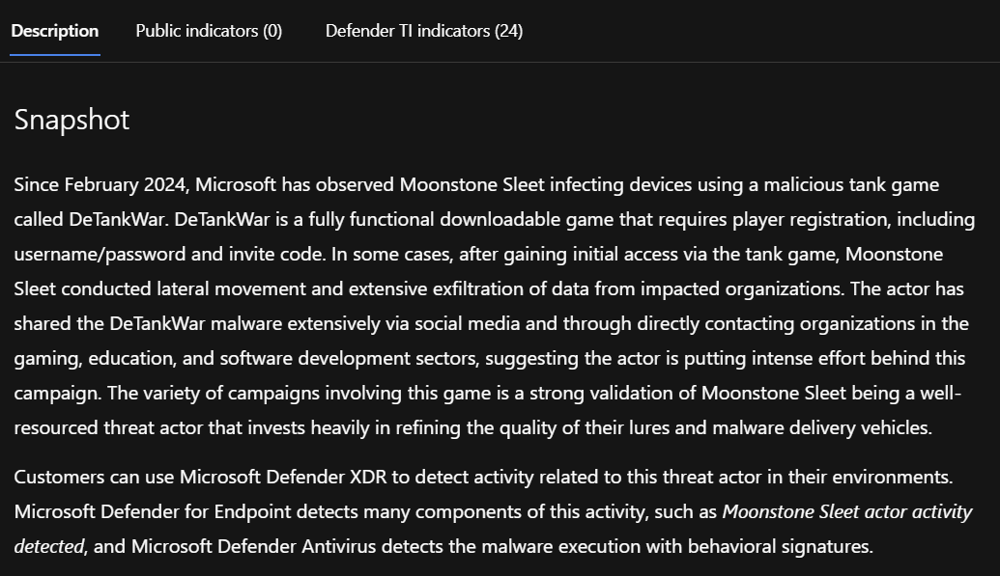 Description Public indicators (0) Defender TI indicators (24)
Snapshot
Since February 2024, Microsoft has observed Moonstone Sleet infecting devices using a malicious tank game
called DeTankWar. DeTankWar is a fully functional downloadable game that requires player registration, including
username/password and invite code. In some cases, after gaining initial access via the tank game, Moonstone
Sleet conducted lateral movement and extensive exfiltration of data from impacted organizations. The actor has
shared the DeTankWar malware extensively via social media and through directly contacting organizations in the
gaming, education, and software development sectors, suggesting the actor is putting intense effort behind this
campaign. The variety of campaigns involving this game is a strong validation of Moonstone Sleet being a well-
resourced threat actor that invests heavily in refining the quality of their lures and malware delivery vehicles.
Customers can use Microsoft Defender XDR to detect activity related to this threat actor in their environments.
Microsoft Defender for Endpoint detects many components of this activity, such as Moonstone Sleet actor activity
detected, and Microsoft Defender Antivirus detects the malware execution with behavioral signatures.